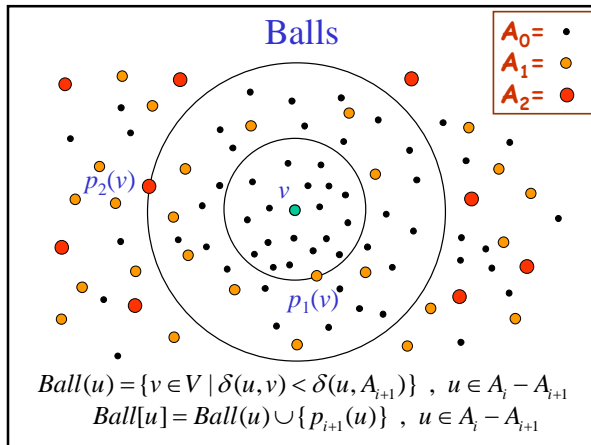 Balls
A₀=
A₁=
A₂=
p₂(v)
v
p₁(v)
Ball(u) = {v ∈ V | δ(u,v) < δ(u, Aᵢ₊₁)} , u ∈ Aᵢ − Aᵢ₊₁
Ball[u] = Ball(u) ∪ {pᵢ₊₁(u)} , u ∈ Aᵢ − Aᵢ₊₁